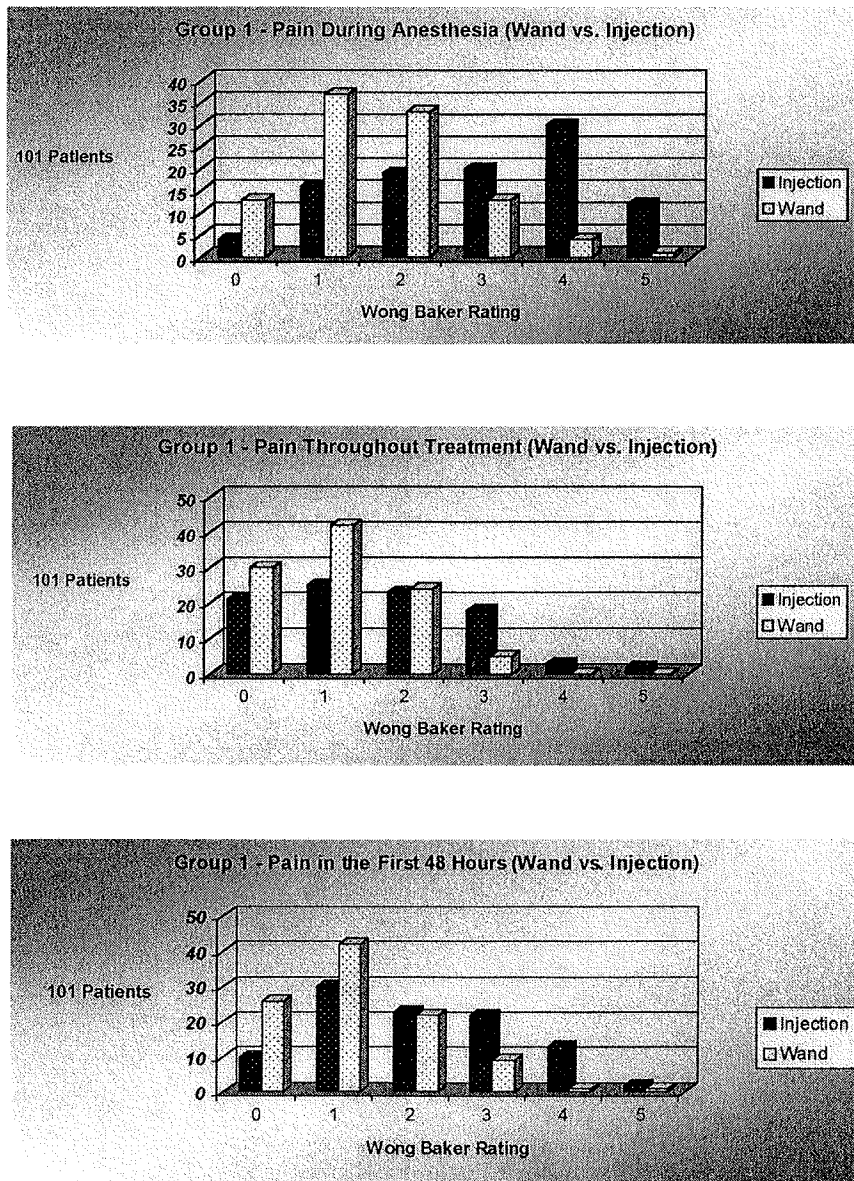 Group 1 - Pain During Anesthesia (Wand vs. Injection)
40
35
30
25
20
15
10
5
0
101 Patients
Injection
Wand
0 1 2 3 4 5
Wong Baker Rating
Group 1 - Pain Throughout Treatment (Wand vs. Injection)
50
40
30
20
10
0
101 Patients
Injection
Wand
0 1 2 3 4 5
Wong Baker Rating
Group 1 - Pain in the First 48 Hours (Wand vs. Injection)
50
40
30
20
10
0
101 Patients
Injection
Wand
0 1 2 3 4 5
Wong Baker Rating